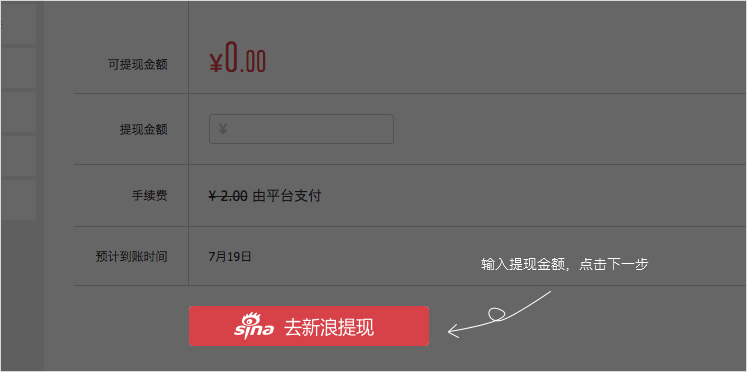 可提现金额 ¥0.00
提现金额 ¥
手续费 ¥ 2.00 由平台支付
预计到账时间 7月19日
输入提现金额，点击下一步
sina 去新浪提现